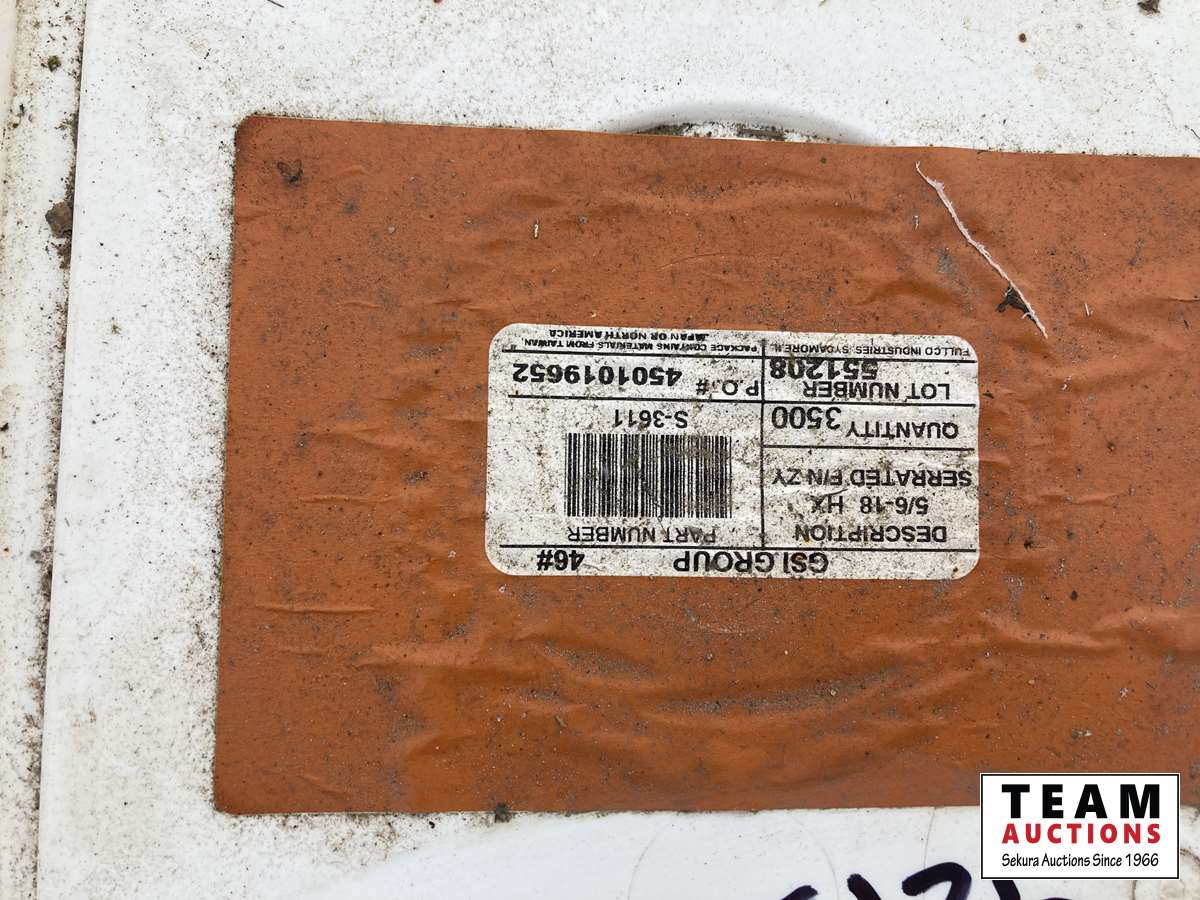 GSI GROUP 46#
DESCRIPTION
5/6-18 HX
SERRATED F/N ZY
PART NUMBER
S-3611
QUANTITY 3500
LOT NUMBER
551208
P.O.# 4501019652
FULLCO INDUSTRIES, SYCAMORE, IL
PACKAGE CONTAINS MATERIALS FROM TAIWAN,
JAPAN OR NORTH AMERICA
TEAM
AUCTIONS
Sekura Auctions Since 1966